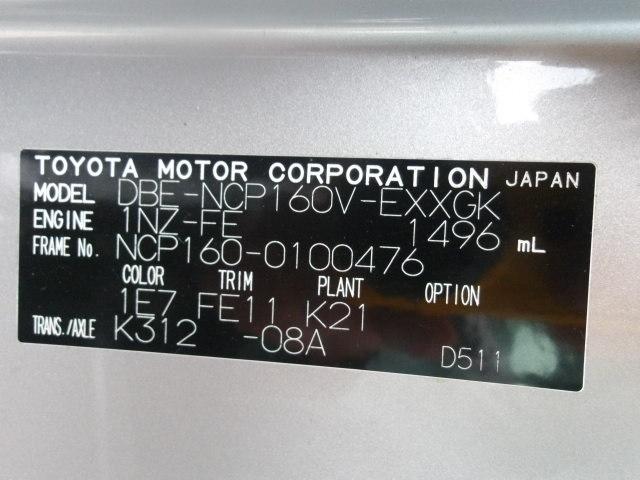 TOYOTA MOTOR CORPORATION JAPAN
MODEL DBE-NCP160V-EXXGK
ENGINE 1NZ-FE 1496 mL
FRAME No. NCP160-0100476
COLOR TRIM PLANT OPTION
1E7 FE11 K21
TRANS./AXLE K312 -08A D511